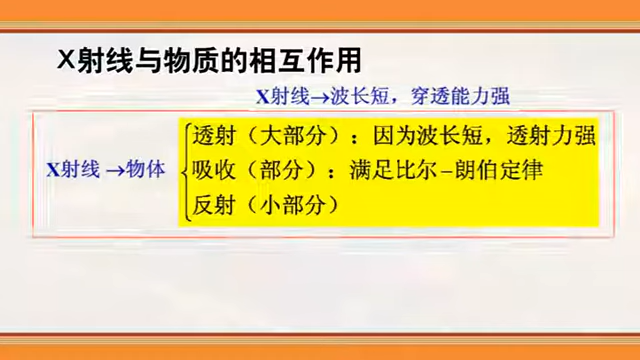 X射线与物质的相互作用
X射线→波长短，穿透能力强
透射（大部分）：因为波长短，透射力强
X射线→物体
吸收（部分）：满足比尔-朗伯定律
反射（小部分）